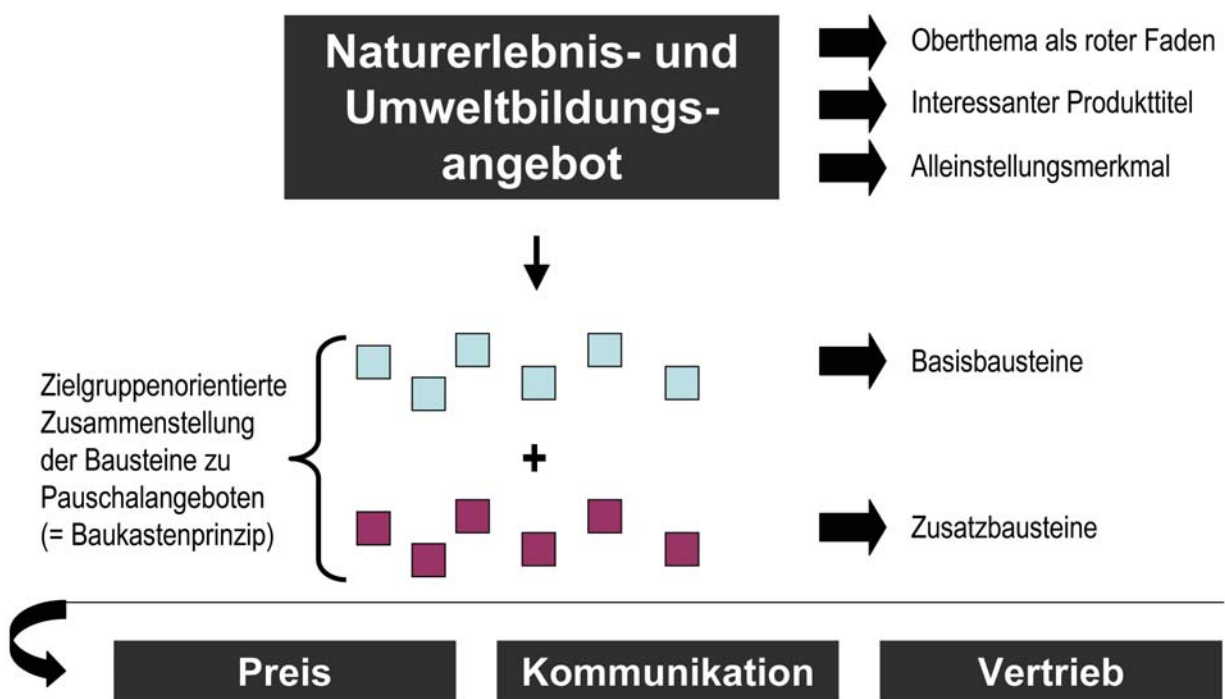 Naturerlebnis- und
Umweltbildungs-
angebot
Oberthema als roter Faden
Interessanter Produkttitel
Alleinstellungsmerkmal
Zielgruppenorientierte
Zusammenstellung
der Bausteine zu
Pauschalangeboten
(= Baukastenprinzip)
Basisbausteine
+
Zusatzbausteine
Preis
Kommunikation
Vertrieb